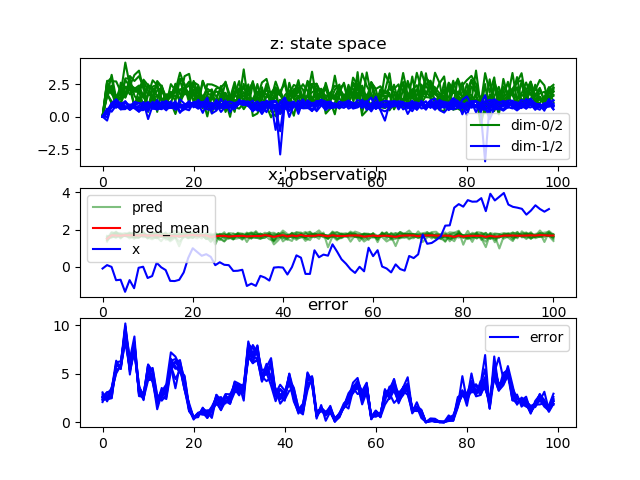 z: state space
2.5
0.0
−2.5
dim-0/2
dim-1/2
0 20 40 60 80 100
x: observation
4
2
0
pred
pred_mean
x
0 20 40 60 80 100
error
10
5
0
error
0 20 40 60 80 100